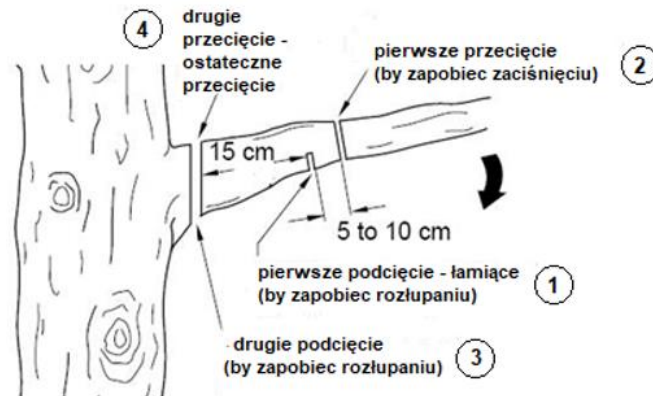 4
drugie
przecięcie -
ostateczne
przecięcie
pierwsze przecięcie
(by zapobiec zaciśnięciu)
2
15 cm
5 to 10 cm
pierwsze podcięcie - łamiące
(by zapobiec rozłupaniu)
1
drugie podcięcie
(by zapobiec rozłupaniu)
3